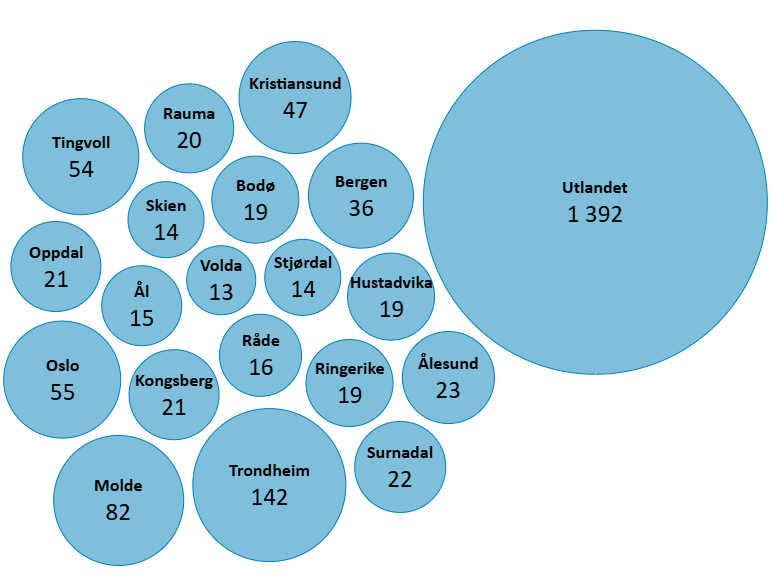 Kristiansund
47
Rauma
20
Tingvoll
54
Bodø
19
Bergen
36
Utlandet
1 392
Skien
14
Oppdal
21
Volda
13
Stjørdal
14
Hustadvika
19
Ål
15
Råde
16
Oslo
55
Kongsberg
21
Ringerike
19
Ålesund
23
Surnadal
22
Trondheim
142
Molde
82